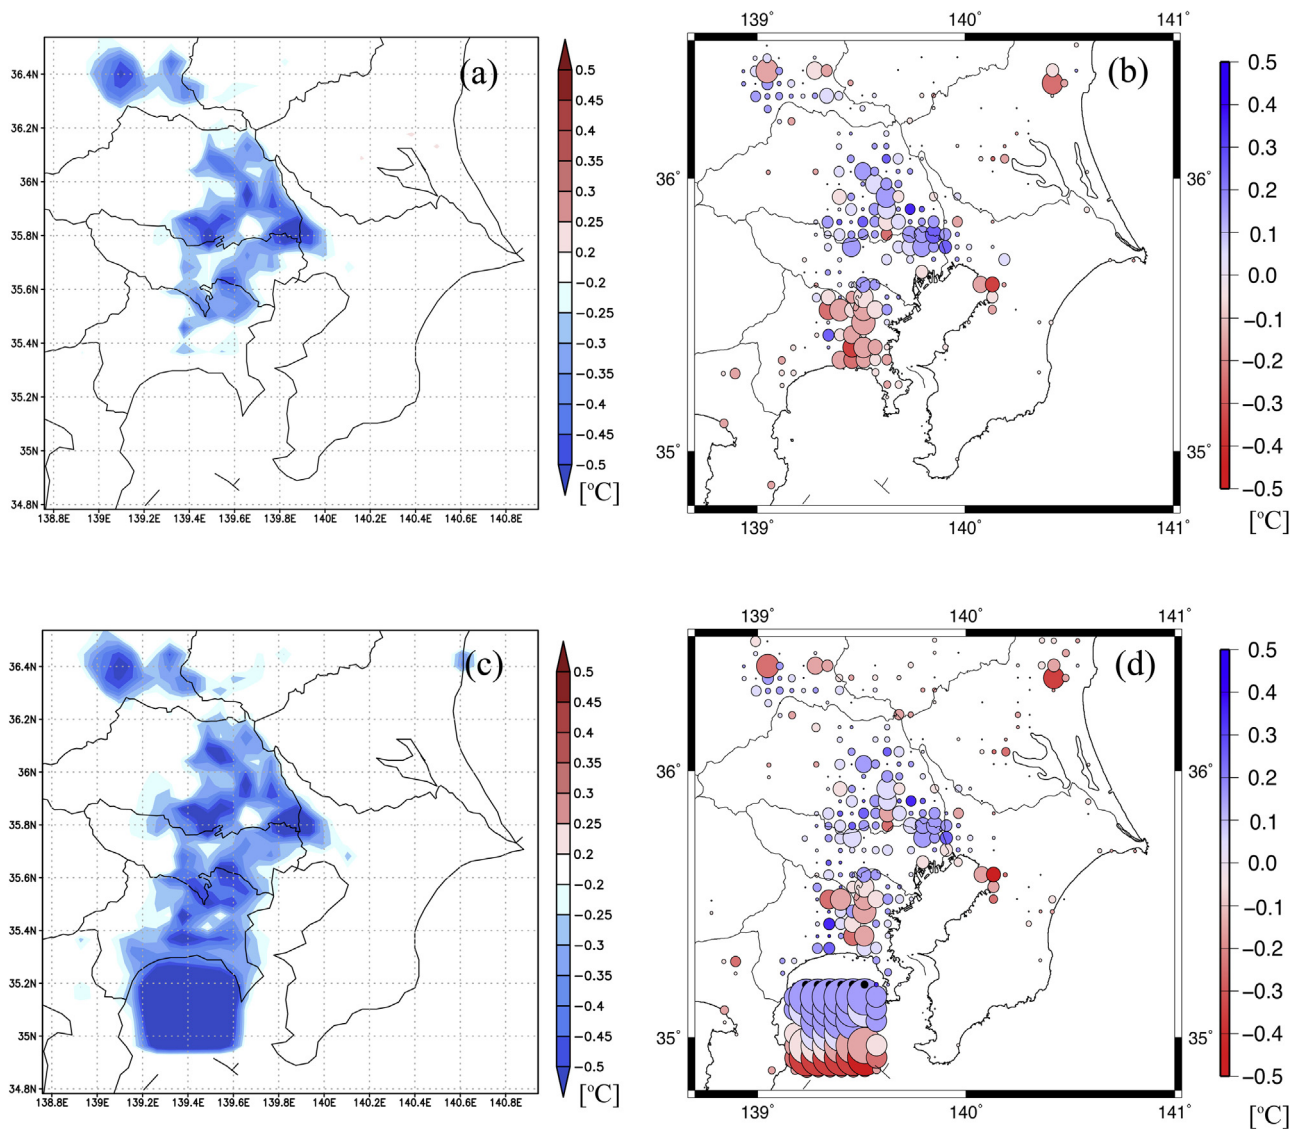 (a)
36.4N
36.2N
36N
35.8N
35.6N
35.4N
35.2N
35N
34.8N
138.8E 139E 139.2E 139.4E 139.6E 139.8E 140E 140.2E 140.4E 140.6E 140.8E
0.5
0.45
0.4
0.35
0.3
0.25
0.2
−0.2
−0.25
−0.3
−0.35
−0.4
−0.45
−0.5
[°C]
(b)
139° 140° 141°
36° 36°
35° 35°
139° 140° 141°
0.5
0.4
0.3
0.2
0.1
0.0
−0.1
−0.2
−0.3
−0.4
−0.5
[°C]
(c)
36.4N
36.2N
36N
35.8N
35.6N
35.4N
35.2N
35N
34.8N
138.8E 139E 139.2E 139.4E 139.6E 139.8E 140E 140.2E 140.4E 140.6E 140.8E
0.5
0.45
0.4
0.35
0.3
0.25
0.2
−0.2
−0.25
−0.3
−0.35
−0.4
−0.45
−0.5
[°C]
(d)
139° 140° 141°
36° 36°
35° 35°
139° 140° 141°
0.5
0.4
0.3
0.2
0.1
0.0
−0.1
−0.2
−0.3
−0.4
−0.5
[°C]